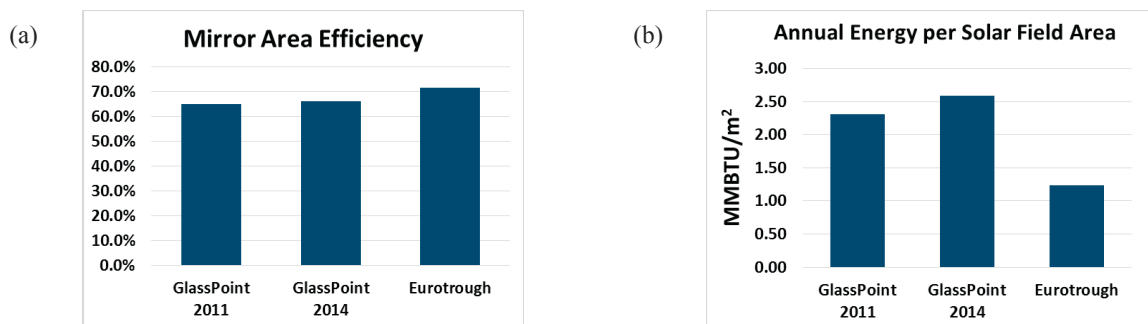 (a)
Mirror Area Efficiency
80.0%
70.0%
60.0%
50.0%
40.0%
30.0%
20.0%
10.0%
0.0%
GlassPoint
2011
GlassPoint
2014
Eurotrough
(b)
Annual Energy per Solar Field Area
MMBTU/m²
3.00
2.50
2.00
1.50
1.00
0.50
0.00
GlassPoint
2011
GlassPoint
2014
Eurotrough